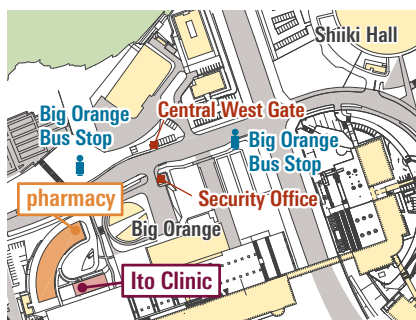 Shiiki Hall
Central West Gate
Big Orange
Bus Stop
Big Orange
Bus Stop
pharmacy
Security Office
Big Orange
Ito Clinic